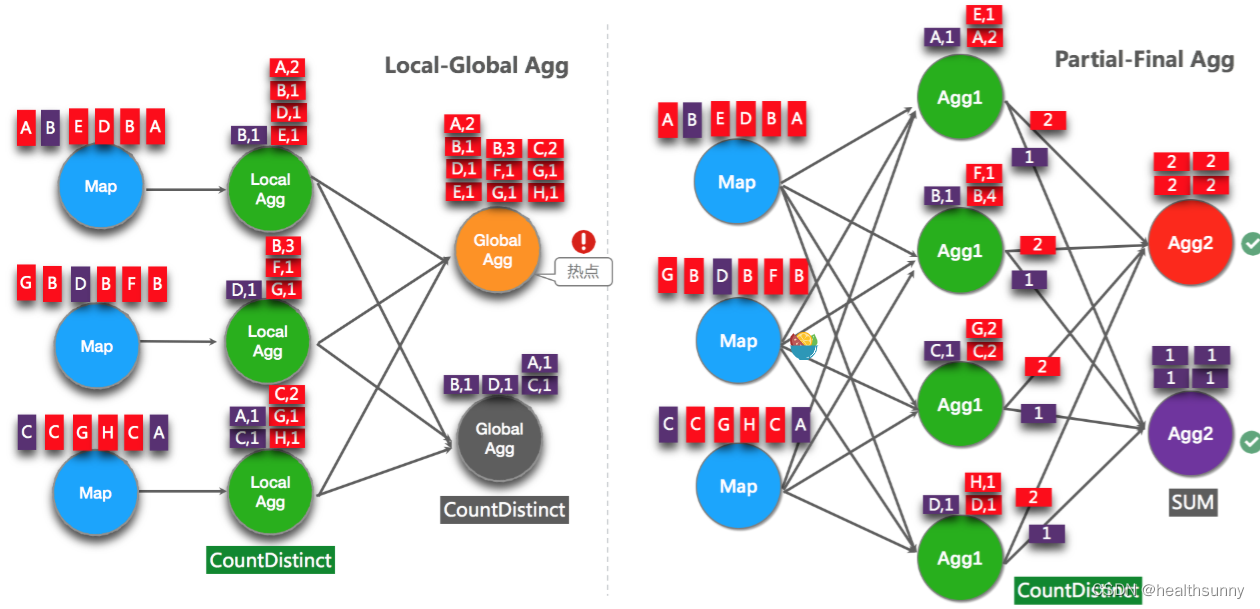 Local-Global Agg
A B E D B A
Map
A,2
B,1
D,1
B,1 E,1
Local
Agg
G B D B F B
Map
B,3
F,1
D,1 G,1
Local
Agg
C C G H C A
Map
C,2
A,1 G,1
C,1 H,1
Local
Agg
CountDistinct
A,2
B,1 B,3 C,2
D,1 F,1 G,1
E,1 G,1 H,1
Global
Agg
热点
A,1
B,1 D,1 C,1
Global
Agg
CountDistinct
Partial-Final Agg
A B E D B A
Map
G B D B F B
Map
C C G H C A
Map
E,1
A,1 A,2
Agg1
2
1
F,1
B,1 B,4
Agg1
2
1
G,2
C,1 C,2
Agg1
2
1
H,1
D,1 D,1
Agg1
2
1
CountDistinct
2 2
2 2
Agg2
1 1
1 1
Agg2
SUM
CSDN @healthsunny